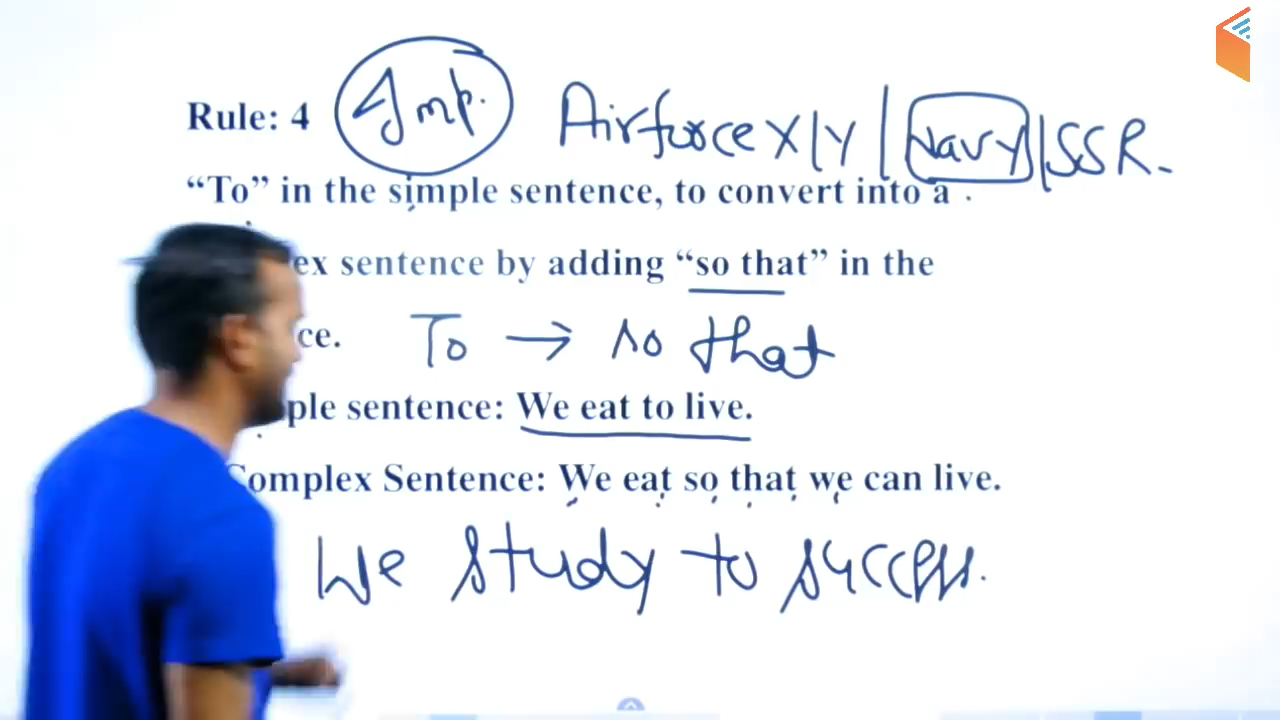 Rule: 4 Imp. Airforce X|Y | Navy | SSR.
“To” in the simple sentence, to convert into a
ex sentence by adding “so that” in the
ce. To → so that
ple sentence: We eat to live.
Complex Sentence: We eat so that we can live.
We study to success.